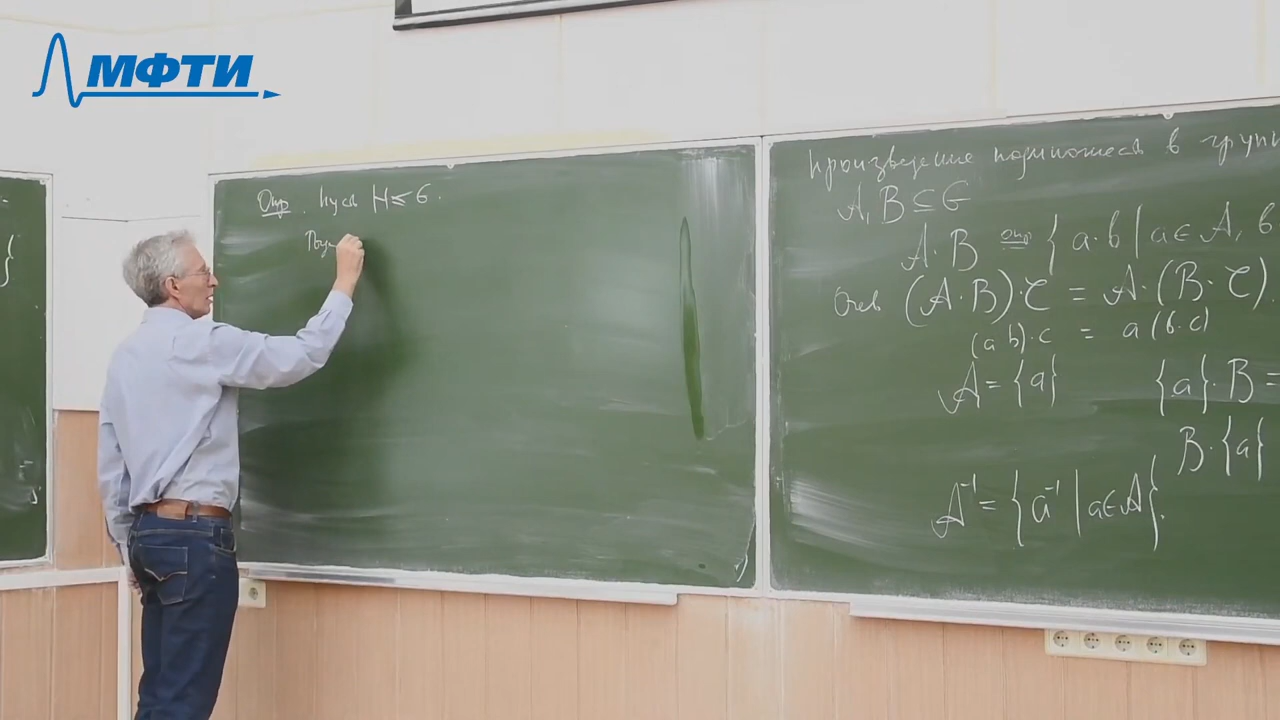 МФТИ
Опр. Пусть H ≤ G.
Произведение подмножеств в групп
A, B ⊆ G
A·B опр = { a·b | a ∈ A, b
Очев (A·B)·C = A·(B·C).
(a b)·c = a(b·c)
A = {a} {a}·B =
B·{a}
A⁻¹ = { a⁻¹ | a ∈ A }.